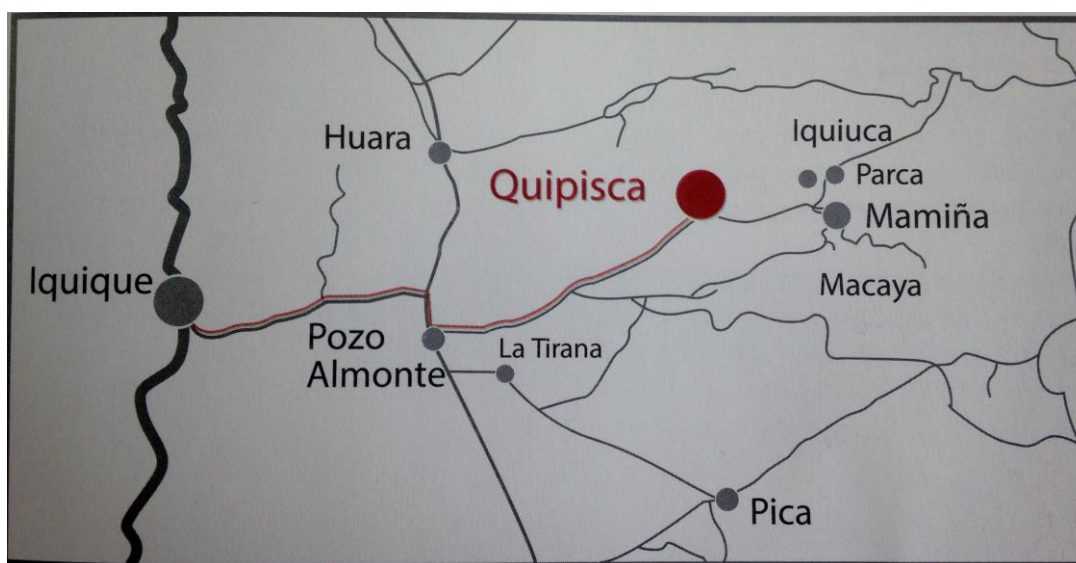 Huara
Iquiuca
Quipisca
Parca
Mamiña
Iquique
Macaya
Pozo
Almonte
La Tirana
Pica